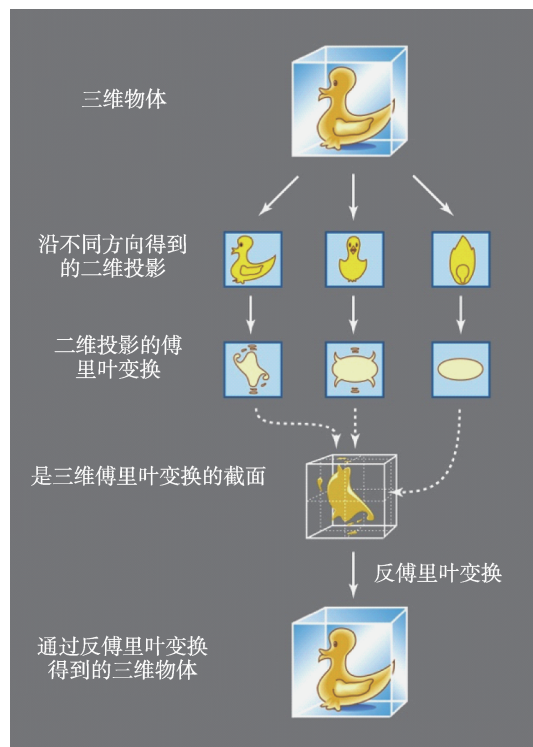 三维物体
沿不同方向得到
的二维投影
二维投影的傅
里叶变换
是三维傅里叶变换的截面
反傅里叶变换
通过反傅里叶变换
得到的三维物体